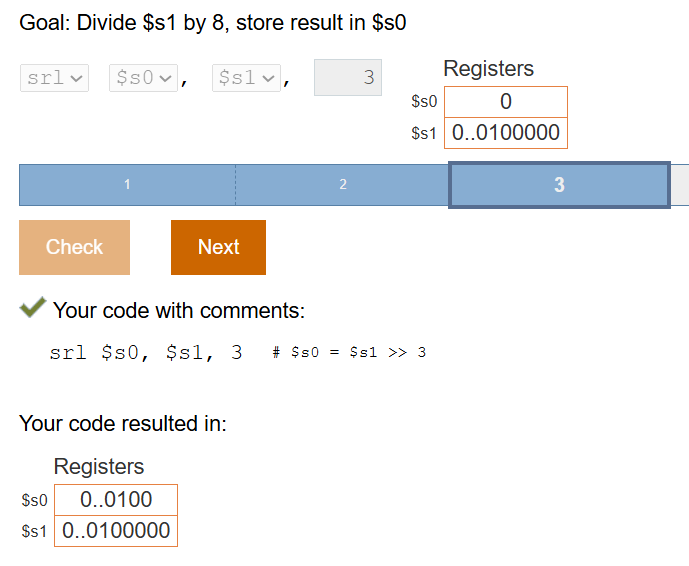 Goal: Divide $s1 by 8, store result in $s0
srl $s0, $s1, 3
Registers
$s0 0
$s1 0..0100000
1 2 3
Check Next
Your code with comments:
srl $s0, $s1, 3 # $s0 = $s1 >> 3
Your code resulted in:
Registers
$s0 0..0100
$s1 0..0100000